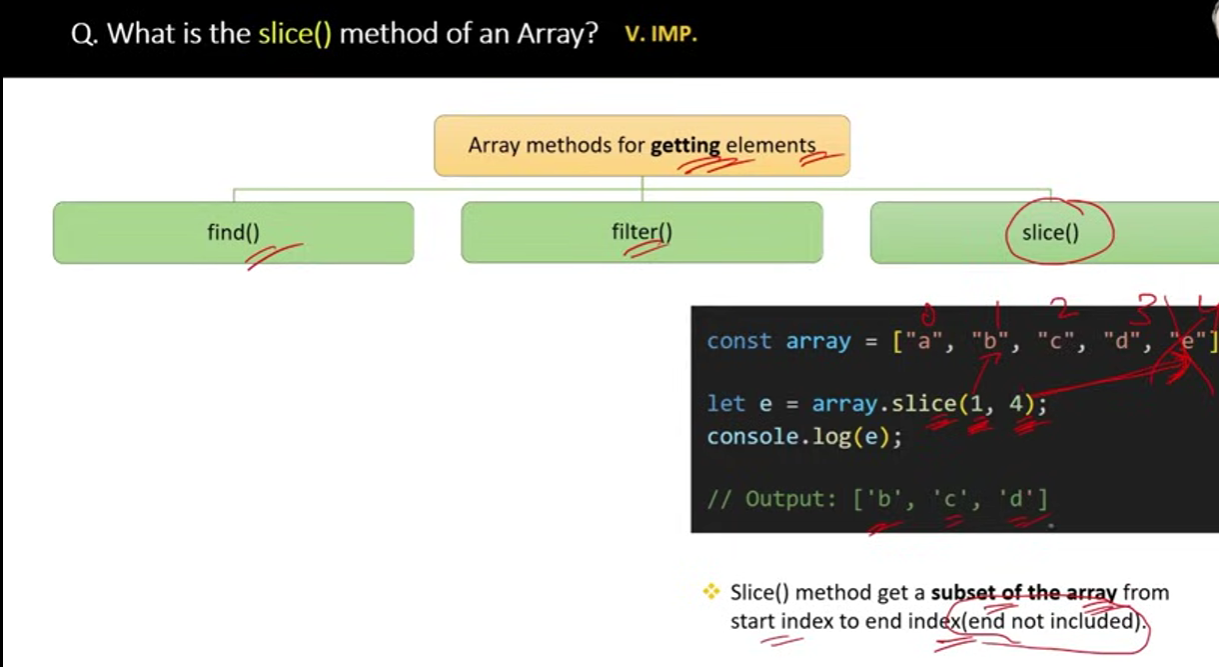 Q. What is the slice() method of an Array? V. IMP.
Array methods for getting elements
find()
filter()
slice()
0 1 2 3 4
const array = ["a", "b", "c", "d", "e"]
let e = array.slice(1, 4);
console.log(e);
// Output: ['b', 'c', 'd']
Slice() method get a subset of the array from
start index to end index(end not included).